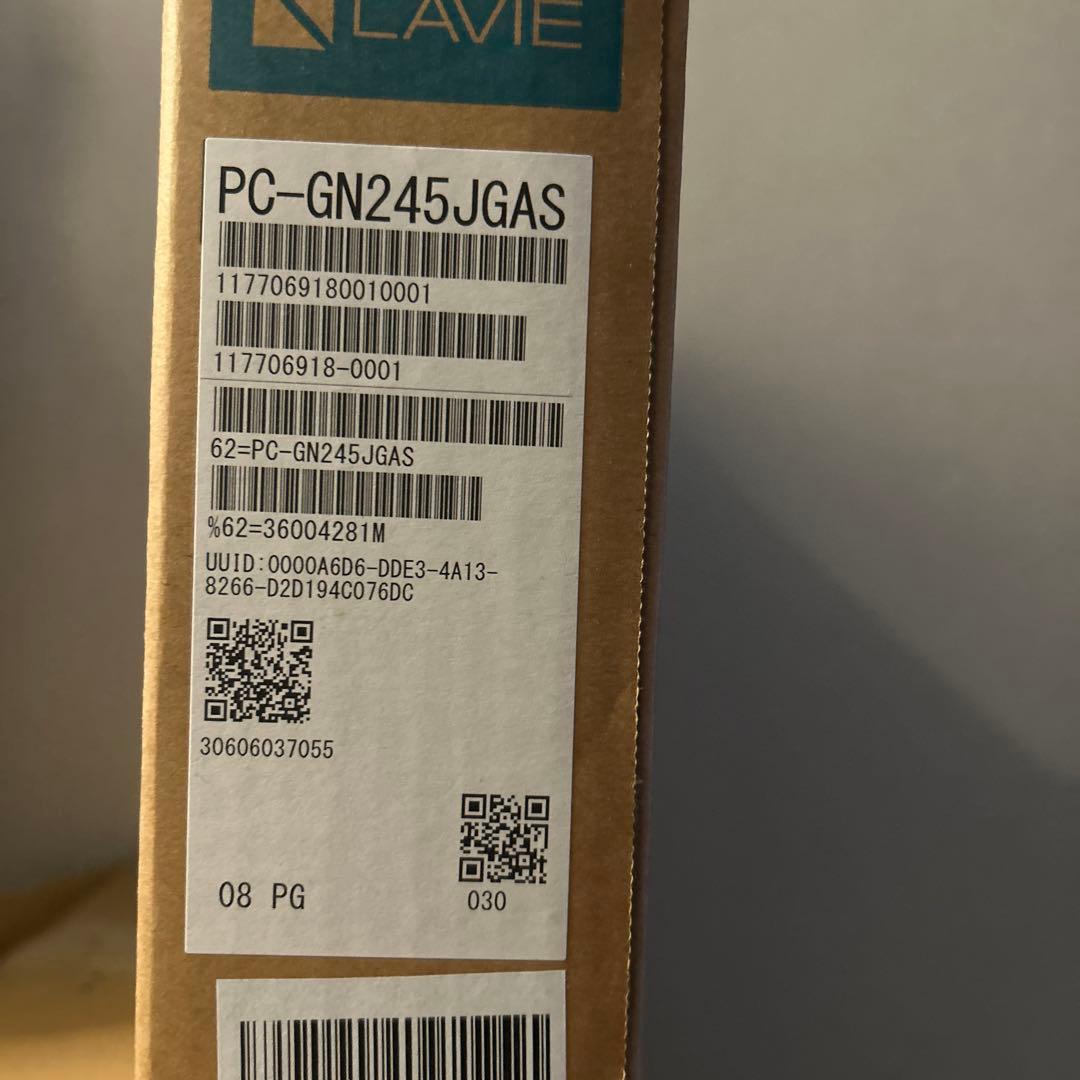 LAVIE
PC-GN245JGAS
1177069180010001
117706918-0001
62=PC-GN245JGAS
%62=36004281M
UUID:0000A6D6-DDE3-4A13-
8266-D2D194C076DC
30606037055
030
08 PG